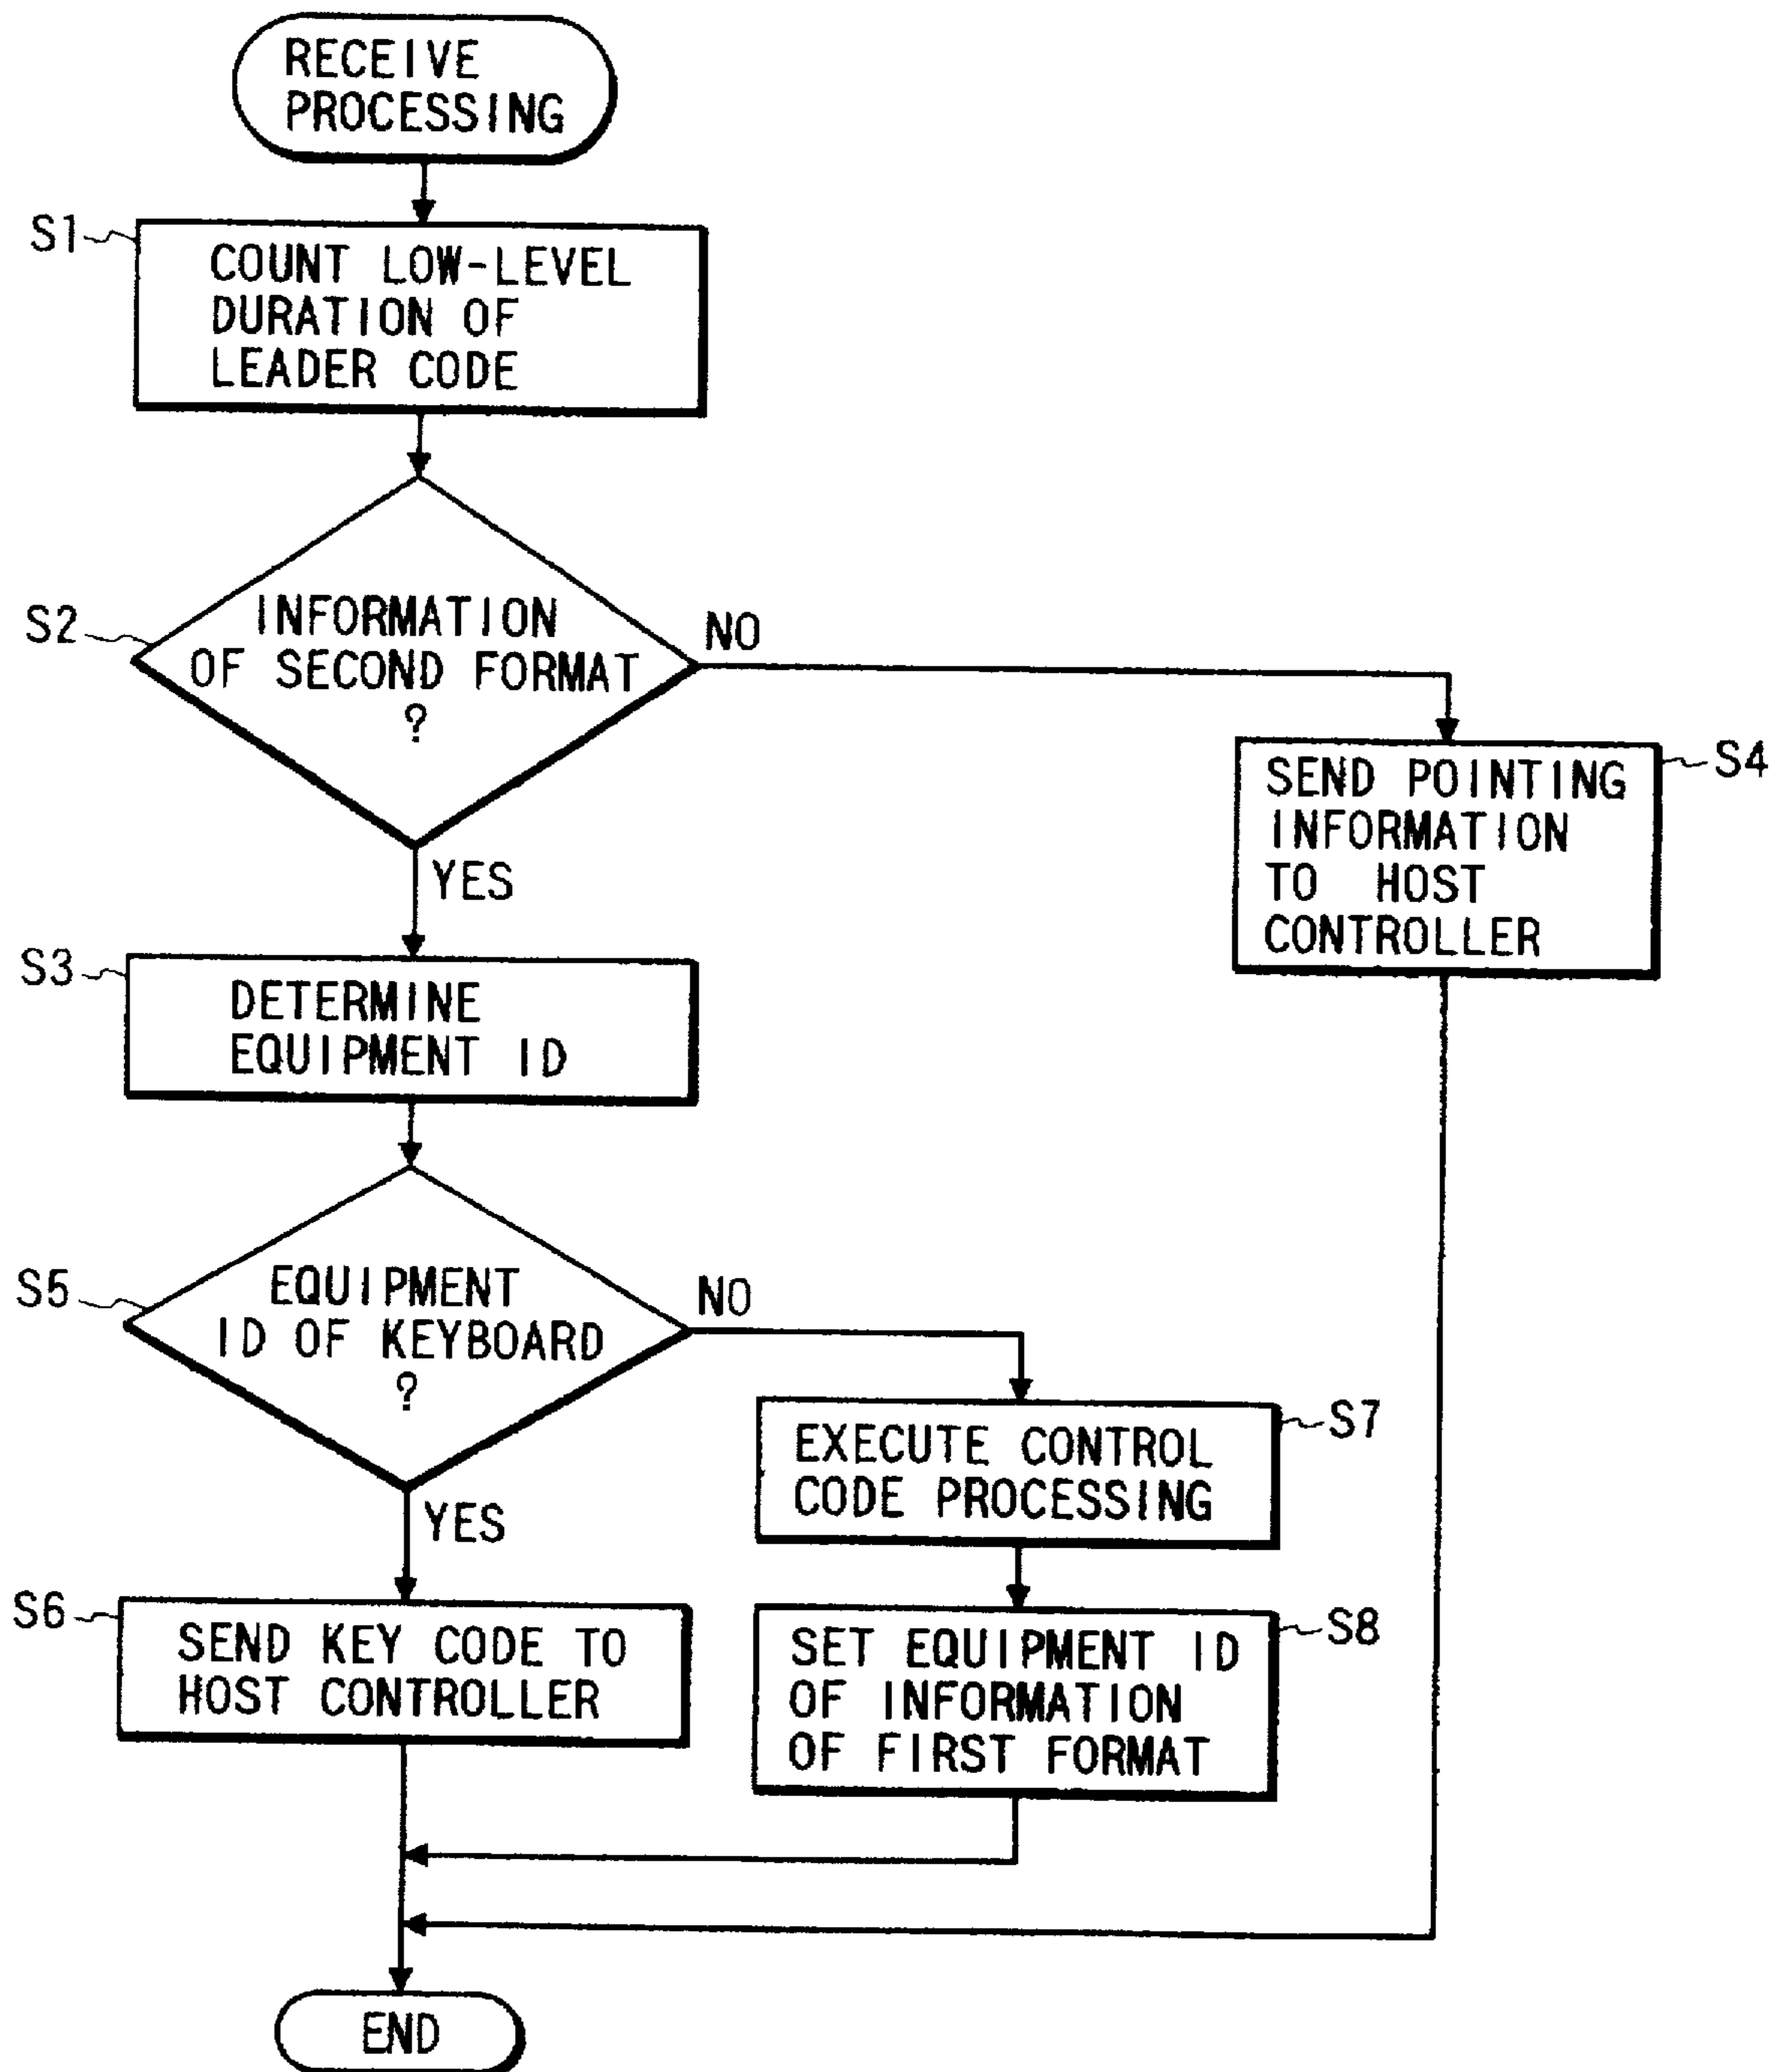 RECEIVE
PROCESSING
S1
COUNT LOW-LEVEL
DURATION OF
LEADER CODE
S2
INFORMATION
OF SECOND FORMAT
?
NO
YES
S4
SEND POINTING
INFORMATION
TO HOST
CONTROLLER
S3
DETERMINE
EQUIPMENT ID
S5
EQUIPMENT
ID OF KEYBOARD
?
NO
YES
S7
EXECUTE CONTROL
CODE PROCESSING
S6
SEND KEY CODE TO
HOST CONTROLLER
S8
SET EQUIPMENT ID
OF INFORMATION
OF FIRST FORMAT
END